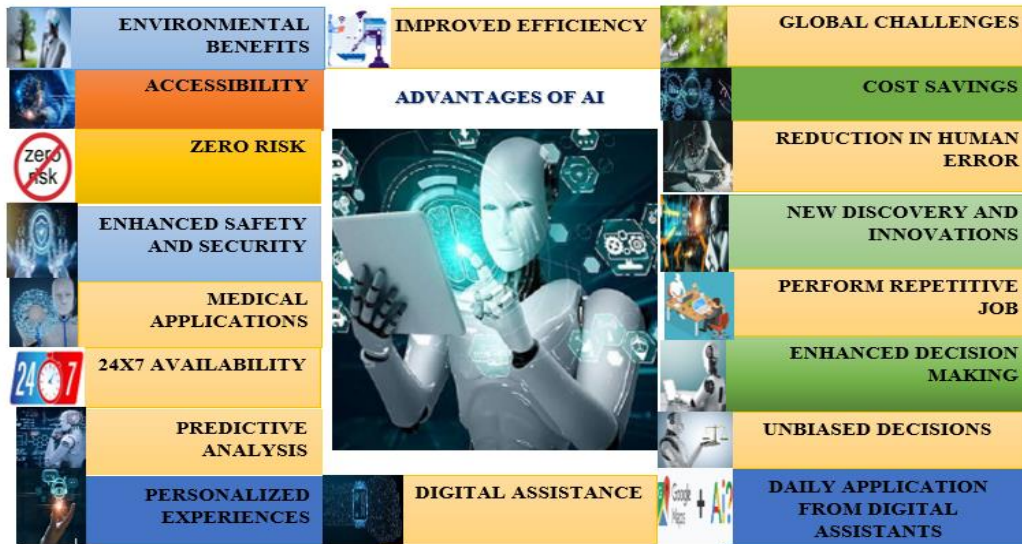 ENVIRONMENTAL
BENEFITS
IMPROVED EFFICIENCY
GLOBAL CHALLENGES
ACCESSIBILITY
ADVANTAGES OF AI
COST SAVINGS
zero
risk
ZERO RISK
REDUCTION IN HUMAN
ERROR
ENHANCED SAFETY
AND SECURITY
NEW DISCOVERY AND
INNOVATIONS
MEDICAL
APPLICATIONS
PERFORM REPETITIVE
JOB
24 7
24X7 AVAILABILITY
ENHANCED DECISION
MAKING
PREDICTIVE
ANALYSIS
UNBIASED DECISIONS
PERSONALIZED
EXPERIENCES
DIGITAL ASSISTANCE
Google
Maps
+ Ai?
DAILY APPLICATION
FROM DIGITAL
ASSISTANTS